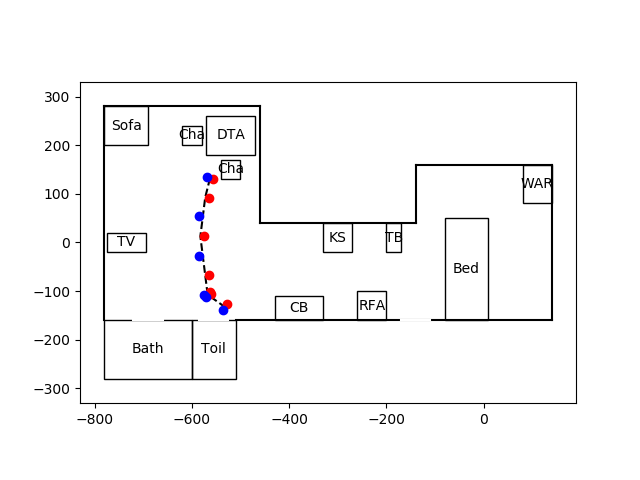 300
200
100
0
−100
−200
−300
Sofa
Cha
DTA
Cha
WAR
TV
KS
TB
Bed
CB
RFA
Bath
Toil
−800
−600
−400
−200
0